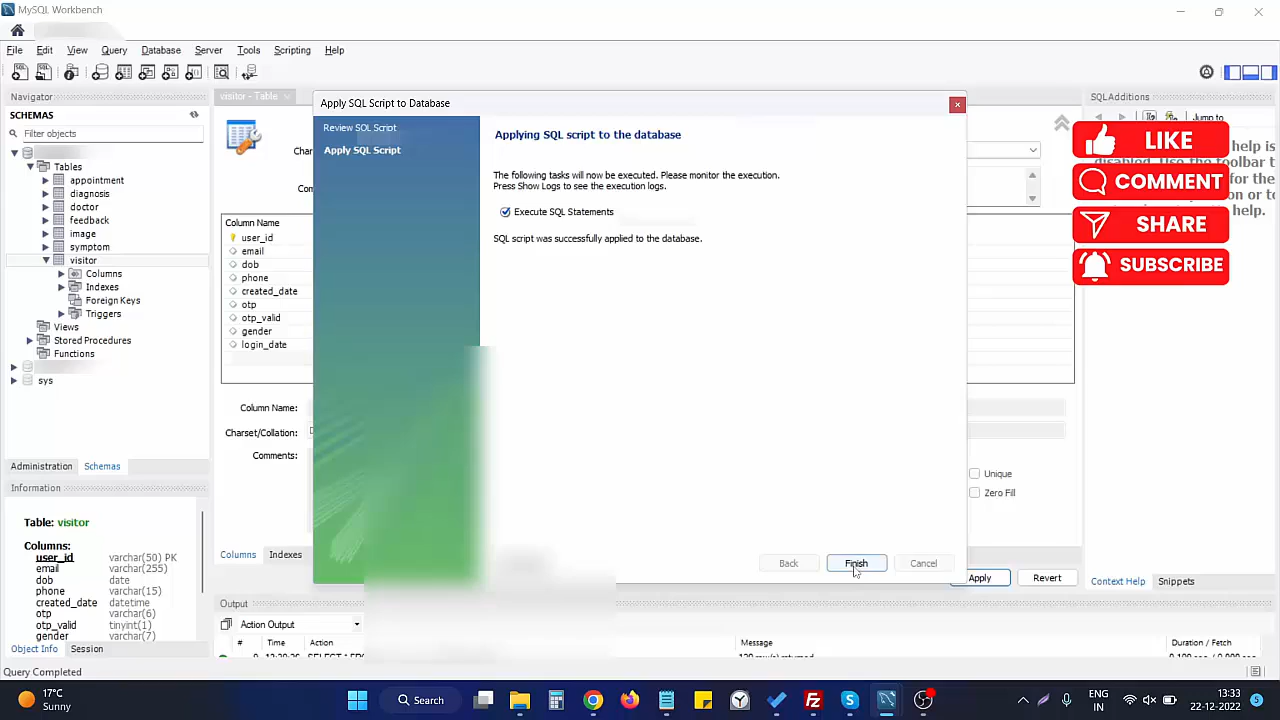 MySQL Workbench
File Edit View Query Database Server Tools Scripting Help
Navigator
SCHEMAS
Filter objects
Tables
appointment
diagnosis
doctor
feedback
image
symptom
visitor
Columns
Indexes
Foreign Keys
Triggers
Views
Stored Procedures
Functions
sys
Administration Schemas
Information
Table: visitor
Columns:
user_id varchar(50) PK
email varchar(255)
dob date
phone varchar(15)
created_date datetime
otp varchar(6)
otp_valid tinyint(1)
gender varchar(7)
Object Info Session
Query Completed
visitor - Table
Column Name
user_id
email
dob
phone
created_date
otp
otp_valid
gender
login_date
Column Name:
Charset/Collation:
Comments:
Unique
Zero Fill
Columns Indexes
Apply Revert
Apply SQL Script to Database
Review SQL Script
Apply SQL Script
Applying SQL script to the database
The following tasks will now be executed. Please monitor the execution.
Press Show Logs to see the execution logs.
Execute SQL Statements
SQL script was successfully applied to the database.
Back Finish Cancel
SQLAdditions
Jump to
help is
help.
LIKE
COMMENT
SHARE
SUBSCRIBE
Context Help Snippets
Output
Action Output
# Time Action Message Duration / Fetch
17°C
Sunny
Search
ENG
IN
13:33
22-12-2022